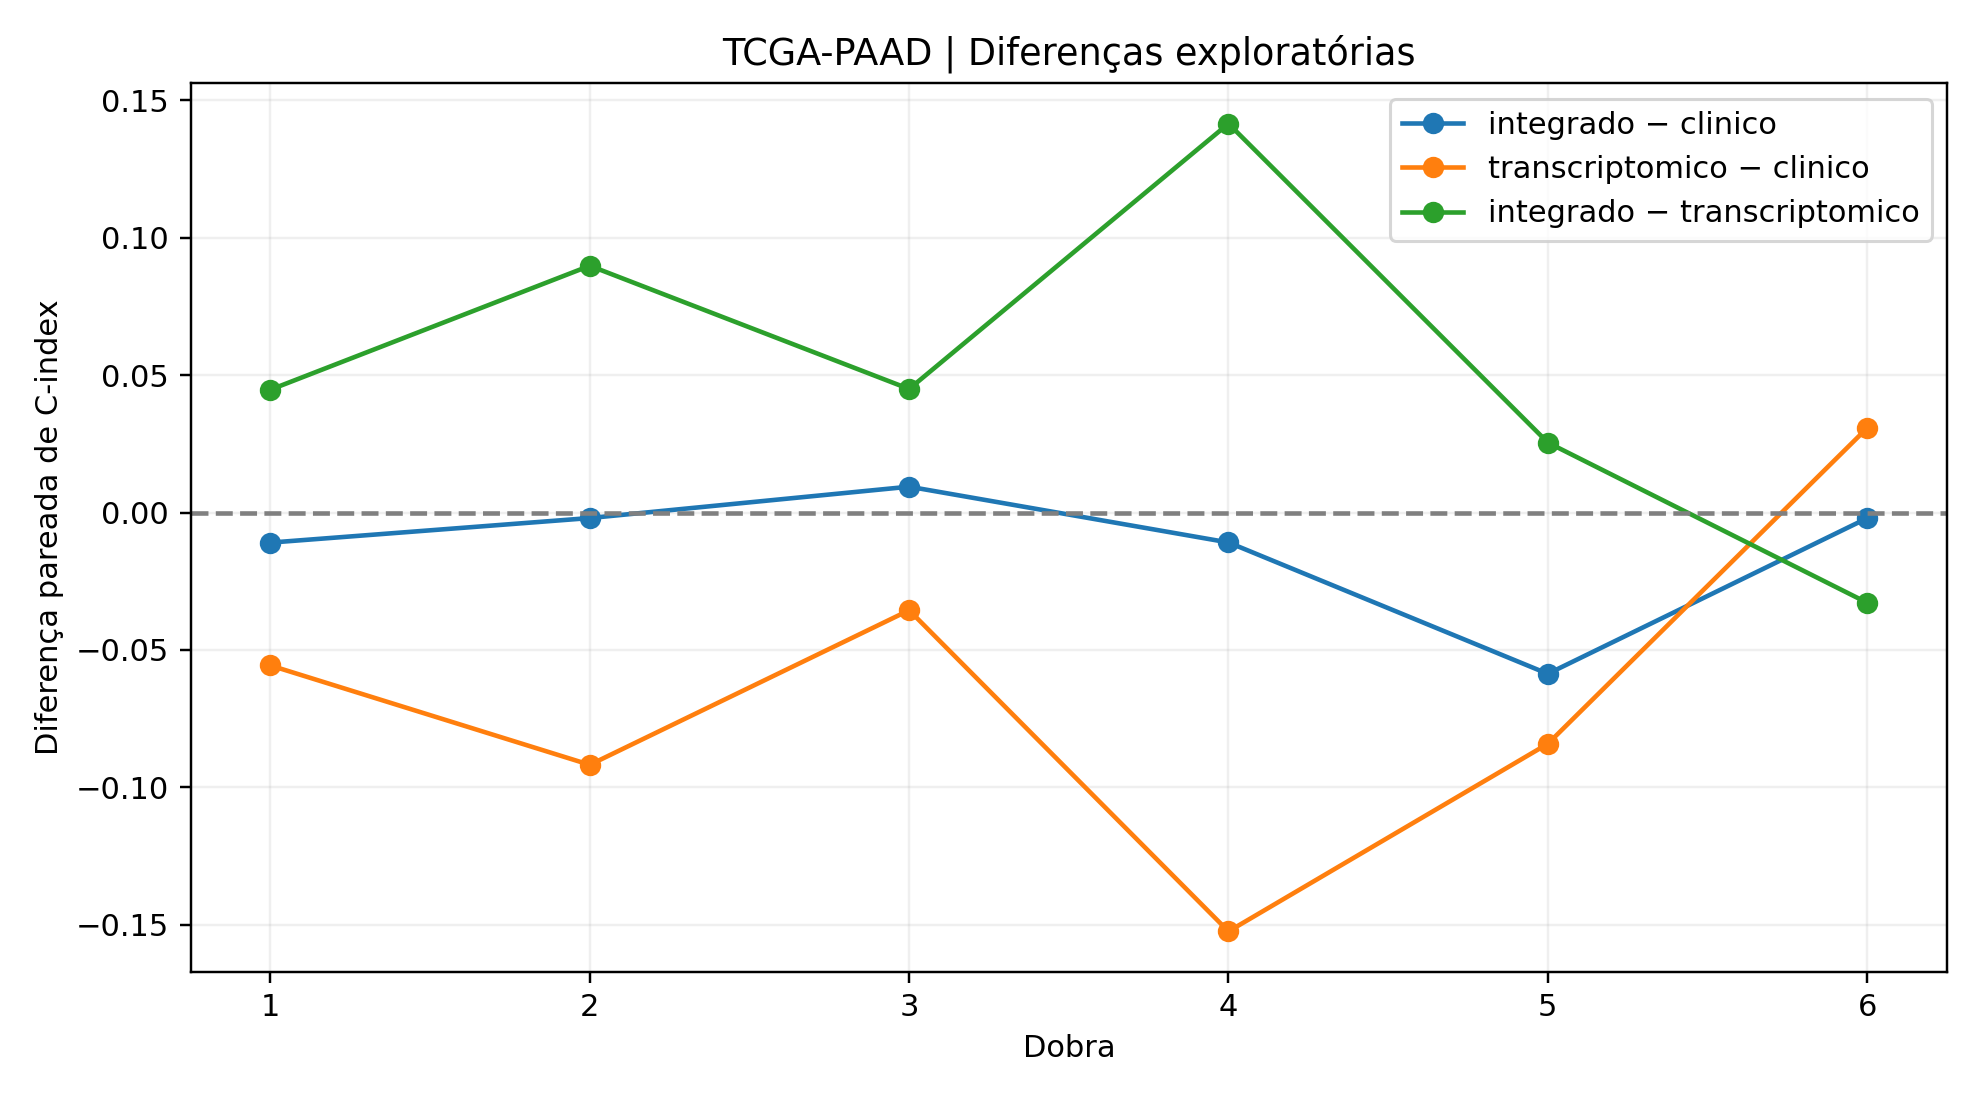 TCGA-PAAD | Diferenças exploratórias
Diferença pareada de C-index
0.15
0.10
0.05
0.00
−0.05
−0.10
−0.15
integrado − clinico
transcriptomico − clinico
integrado − transcriptomico
1 2 3 4 5 6
Dobra